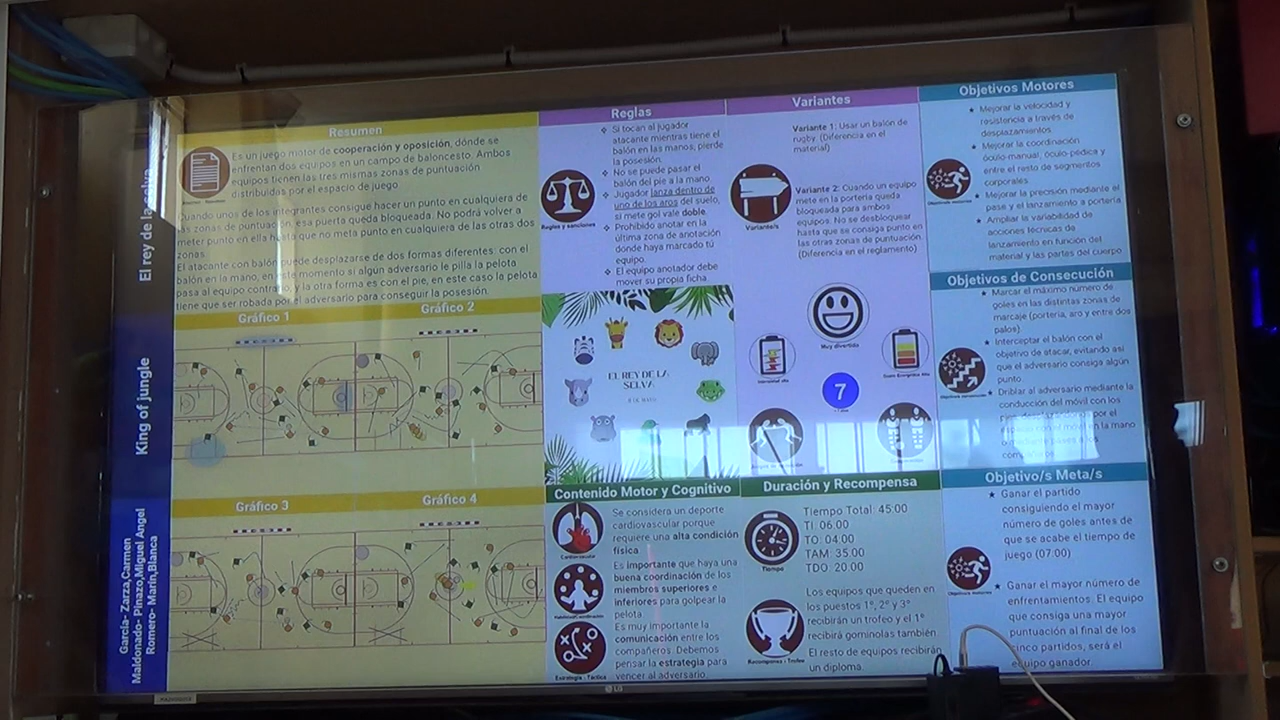 El rey de la selva
King of jungle
García- Zarza,Carmen
Maldonado- Pinazo,Miguel Angel
Romero- Marín,Blanca
Resumen
Es un juego motor de cooperación y oposición, dónde se
enfrentan dos equipos en un campo de baloncesto. Ambos
equipos tienen las tres mismas zonas de puntuación
distribuidas por el espacio de juego
Cuando unos de los integrantes consigue hacer un punto en cualquiera de
las zonas de puntuación, esa puerta queda bloqueada. No podrá volver a
meter punto en ella hasta que no meta punto en cualquiera de las otras dos
zonas.
El atacante con balón puede desplazarse de dos formas diferentes: con el
balón en la mano, en este momento si algún adversario le pilla la pelota
pasa al equipo contrario y la otra forma es con el pie, en este caso la pelota
tiene que ser robada por el adversario para conseguir la posesión.
Gráfico 1
Gráfico 2
Gráfico 3
Gráfico 4
Reglas
Si tocan al jugador
atacante mientras tiene el
balón en las manos, pierde
la posesión.
No se puede pasar el
balón del pie a la mano
Jugador lanza dentro de
uno de los aros del suelo,
si mete gol vale doble.
Prohibido anotar en la
última zona de anotación
donde haya marcado tú
equipo.
El equipo anotador debe
mover su propia ficha.
Reglas y sanciones
EL REY DE LA
SELVA
Variantes
Variante 1: Usar un balón de
rugby. (Diferencia en el
material)
Variante 2: Cuando un equipo
mete en la portería queda
bloqueada para ambos
equipos. No se desbloquear
hasta que se consiga punto en
las otras zonas de puntuación.
(Diferencia en el reglamento)
Variante/s
Muy divertido
Intensidad Alta
Gasto Energético Alto
7
Contenido Motor y Cognitivo
Se considera un deporte
cardiovascular porque
requiere una alta condición
física
Cardiovascular
Es importante que haya una
buena coordinación de los
miembros superiores e
inferiores para golpear la
pelota
Es muy importante la
comunicación entre los
compañeros. Debemos
pensar la estrategia para
vencer al adversario.
Estrategia - Táctica
Duración y Recompensa
Tiempo Total: 45:00
TI. 06:00
TO. 04:00
TAM: 35:00
TDO. 20.00
Tiempo
Los equipos que queden en
los puestos 1º, 2º y 3º
recibirán un trofeo y el 1º
recibirá gominolas también.
El resto de equipos recibirán
un diploma.
Recompensa - Trofeo
Objetivos Motores
Mejorar la velocidad y
resistencia a través de
desplazamientos.
Mejorar la coordinación
óculo-manual, óculo-pédica y
entre el resto de segmentos
corporales
Mejorar la precisión mediante el
pase y el lanzamiento a portería
Ampliar la variabilidad de
acciones técnicas de
lanzamiento en función del
material y las partes del cuerpo
Objetivos motores
Objetivos de Consecución
Marcar el máximo número de
goles en las distintas zonas de
marcaje (portería, aro y entre dos
palos).
Interceptar el balón con el
objetivo de atacar, evitando así
que el adversario consiga algún
punto
Driblar al adversario mediante la
conducción del móvil con los
por el
en la mano
Objetivo/s Meta/s
Ganar el partido
consiguiendo el mayor
número de goles antes de
que se acabe el tiempo de
juego (07:00)
Ganar el mayor número de
enfrentamientos. El equipo
que consiga una mayor
puntuación al final de los
cinco partidos, será el
equipo ganador.
Objetivos motores
LG